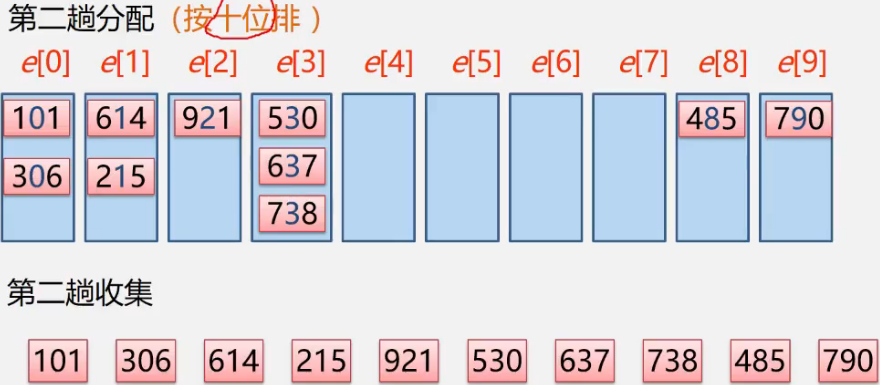 第二趟分配（按十位排 ）
e[0] e[1] e[2] e[3] e[4] e[5] e[6] e[7] e[8] e[9]
101 614 921 530 485 790
306 215 637
738
第二趟收集
101 306 614 215 921 530 637 738 485 790